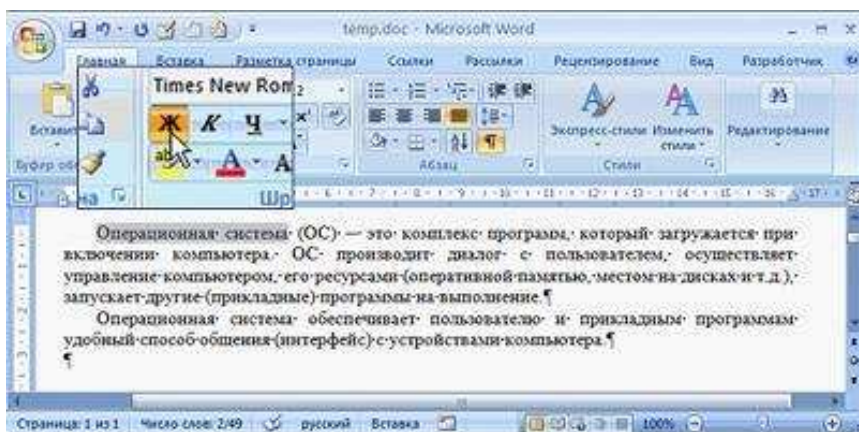 temp.doc - Microsoft Word
Главная Вставка Разметка страницы Ссылки Рассылки Рецензирование Вид Разработчик
Times New Rom
Ж К Ч
Экспресс-стили Изменить стили Редактирование
Буфер Шр Абзац Стили
Операционная система (ОС) — это комплекс программ, который загружается при
включении компьютера. ОС производит диалог с пользователем, осуществляет
управление компьютером, его ресурсами (оперативной памятью, местом на дисках и т.д.),
запускает другие (прикладные) программы на выполнение.¶
Операционная система обеспечивает пользователю и прикладным программам
удобный способ общения (интерфейс) с устройствами компьютера.¶
¶
Страница: 1 из 1 Число слов: 2/49 русский Вставка 100%